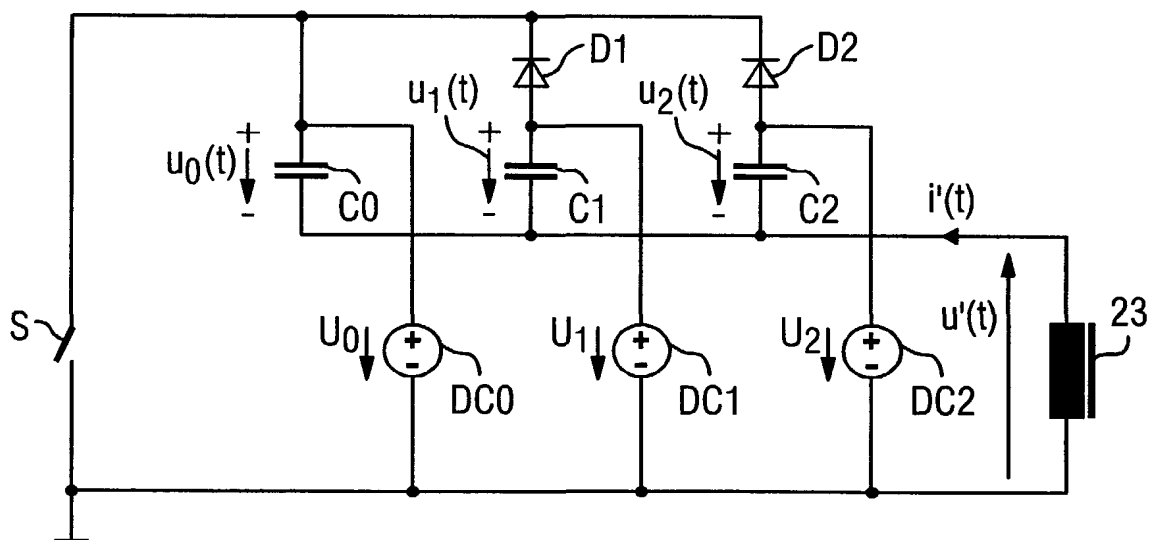 D1
D2
u1(t)
u2(t)
+
+
+
u0(t)
-
-
-
C0
C1
C2
i'(t)
S
U0
U1
U2
+
-
+
-
+
-
u'(t)
23
DC0
DC1
DC2